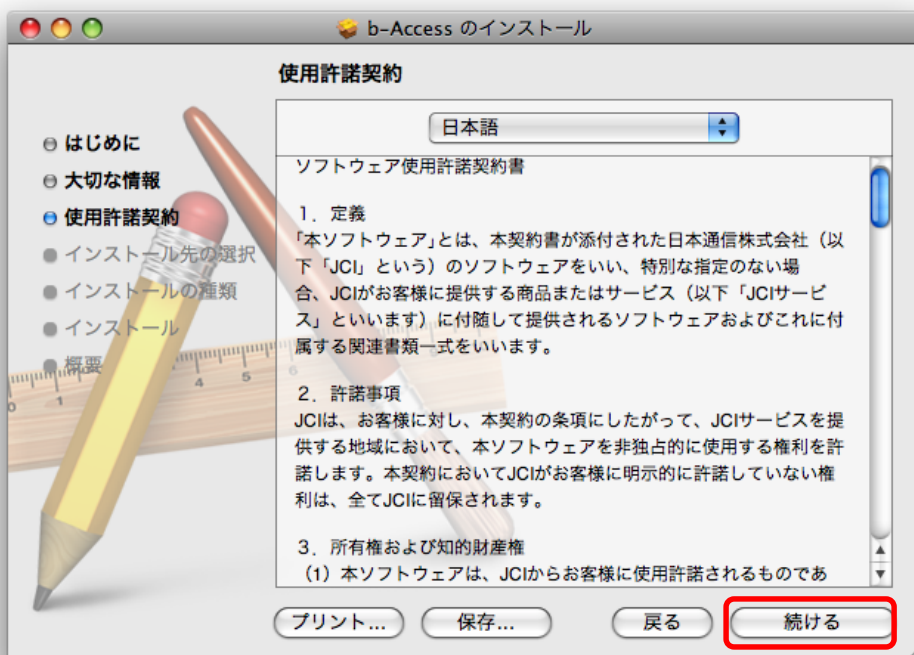 b-Access のインストール
使用許諾契約
はじめに
大切な情報
使用許諾契約
インストール先の選択
インストールの種類
インストール
概要
日本語
ソフトウェア使用許諾契約書
1．定義
「本ソフトウェア」とは、本契約書が添付された日本通信株式会社（以
下「JCI」という）のソフトウェアをいい、特別な指定のない場
合、JCIがお客様に提供する商品またはサービス（以下「JCIサービ
ス」といいます）に付随して提供されるソフトウェアおよびこれに付
属する関連書類一式をいいます。
2．許諾事項
JCIは、お客様に対し、本契約の条項にしたがって、JCIサービスを提
供する地域において、本ソフトウェアを非独占的に使用する権利を許
諾します。本契約においてJCIがお客様に明示的に許諾していない権
利は、全てJCIに留保されます。
3．所有権および知的財産権
（1）本ソフトウェアは、JCIからお客様に使用許諾されるものであ
0 1 4 5 6
プリント...
保存...
戻る
続ける